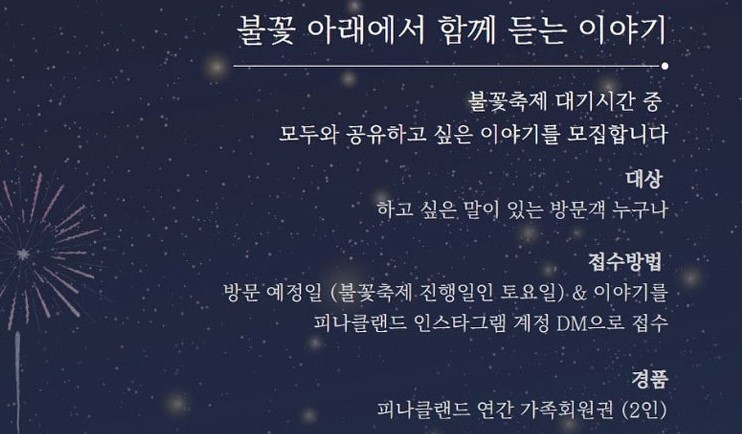 불꽃 아래에서 함께 듣는 이야기
불꽃축제 대기시간 중
모두와 공유하고 싶은 이야기를 모집합니다
대상
하고 싶은 말이 있는 방문객 누구나
접수방법
방문 예정일 (불꽃축제 진행일인 토요일) & 이야기를
피나클랜드 인스타그램 계정 DM으로 접수
경품
피나클랜드 연간 가족회원권 (2인)